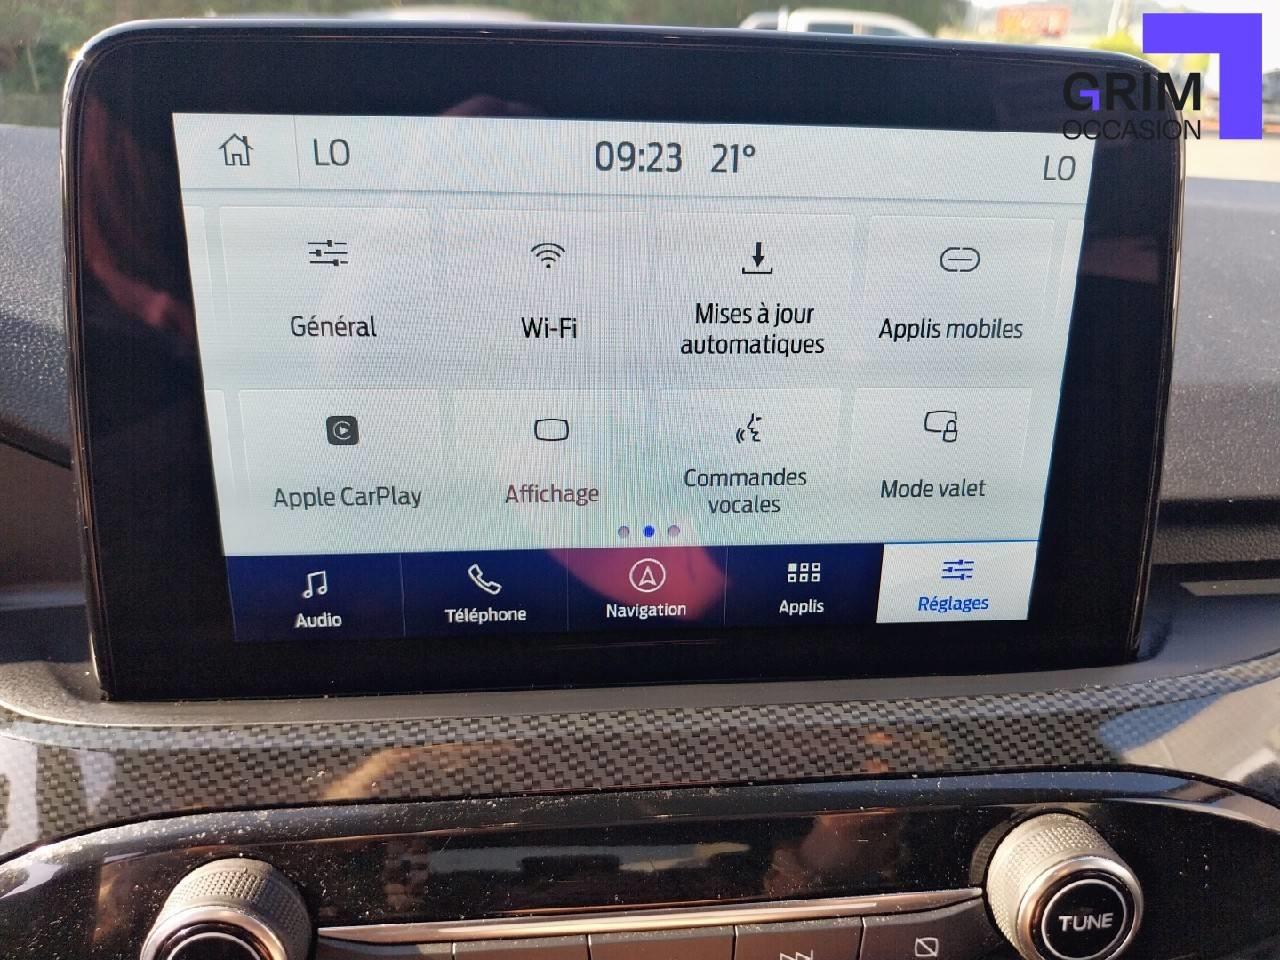 GRIM
OCCASION
LO 09:23 21° LO
Général
Wi-Fi
Mises à jour
automatiques
Applis mobiles
Apple CarPlay
Affichage
Commandes
vocales
Mode valet
Audio
Téléphone
Navigation
Applis
Réglages
TUNE